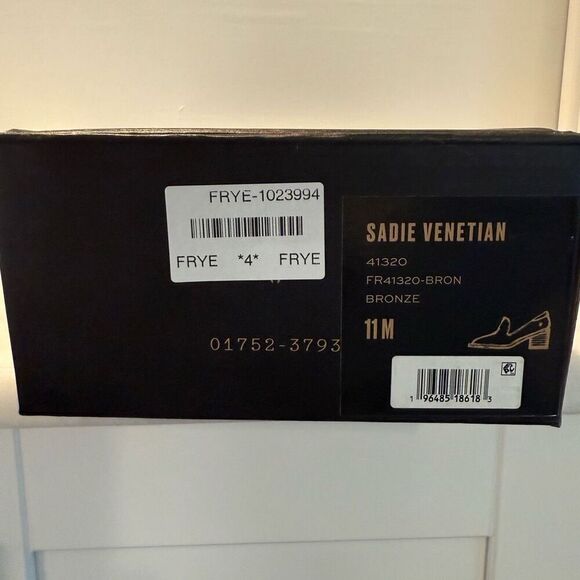 FRYE-1023994
FRYE *4* FRYE
01752-3793
SADIE VENETIAN
41320
FR41320-BRON
BRONZE
11M
1 96485 18618 3